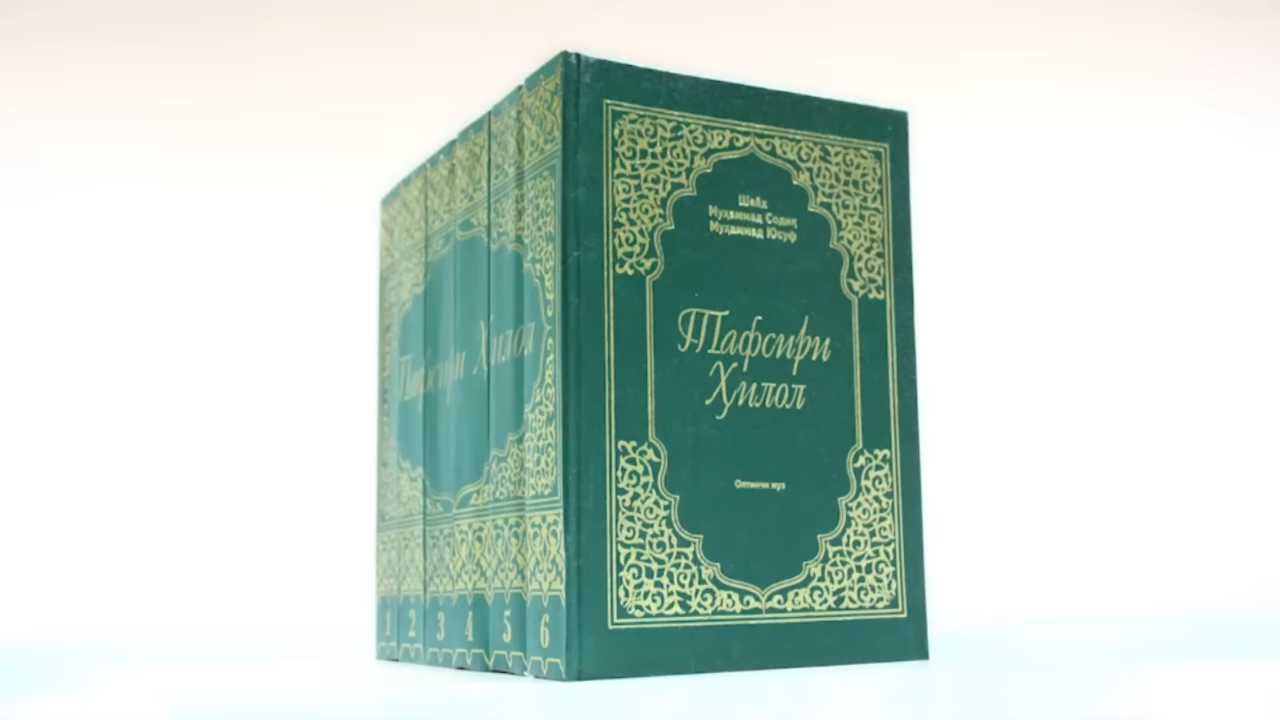 Шайх
Муҳаммад Содиқ
Муҳаммад Юсуф
Тафсири
Ҳилол
Олтинчи жуз
Тафсири Ҳилол
1 2 3 4 5 6